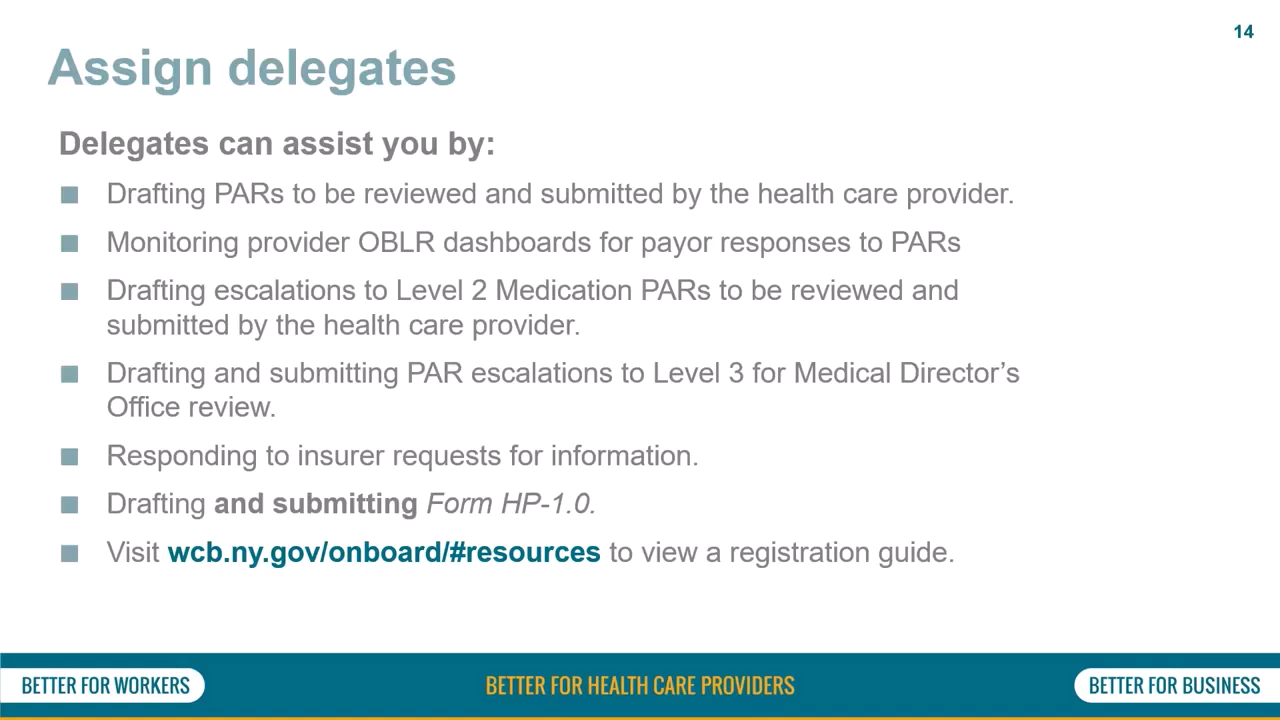 14
Assign delegates
Delegates can assist you by:
Drafting PARs to be reviewed and submitted by the health care provider.
Monitoring provider OBLR dashboards for payor responses to PARs
Drafting escalations to Level 2 Medication PARs to be reviewed and
submitted by the health care provider.
Drafting and submitting PAR escalations to Level 3 for Medical Director's
Office review.
Responding to insurer requests for information.
Drafting and submitting Form HP-1.0.
Visit wcb.ny.gov/onboard/#resources to view a registration guide.
BETTER FOR WORKERS
BETTER FOR HEALTH CARE PROVIDERS
BETTER FOR BUSINESS